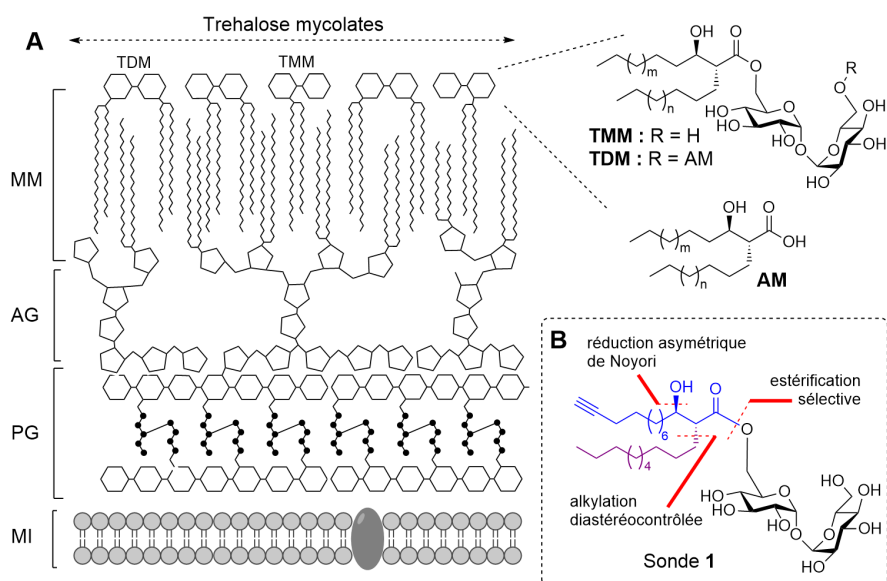 A
Trehalose mycolates
TDM
TMM
MM
AG
PG
MI
OH
O
m
O
R
n
O
HO
HO
HO
O
HO
O
O
O
OH
OH
HO
TMM : R = H
TDM : R = AM
OH
O
m
OH
n
AM
B
réduction asymétrique
de Noyori
OH
O
estérification
sélective
6
O
4
alkylation
diastéréocontrôlée
HO
HO
HO
O
HO
O
HO
O
O
OH
OH
HO
Sonde 1